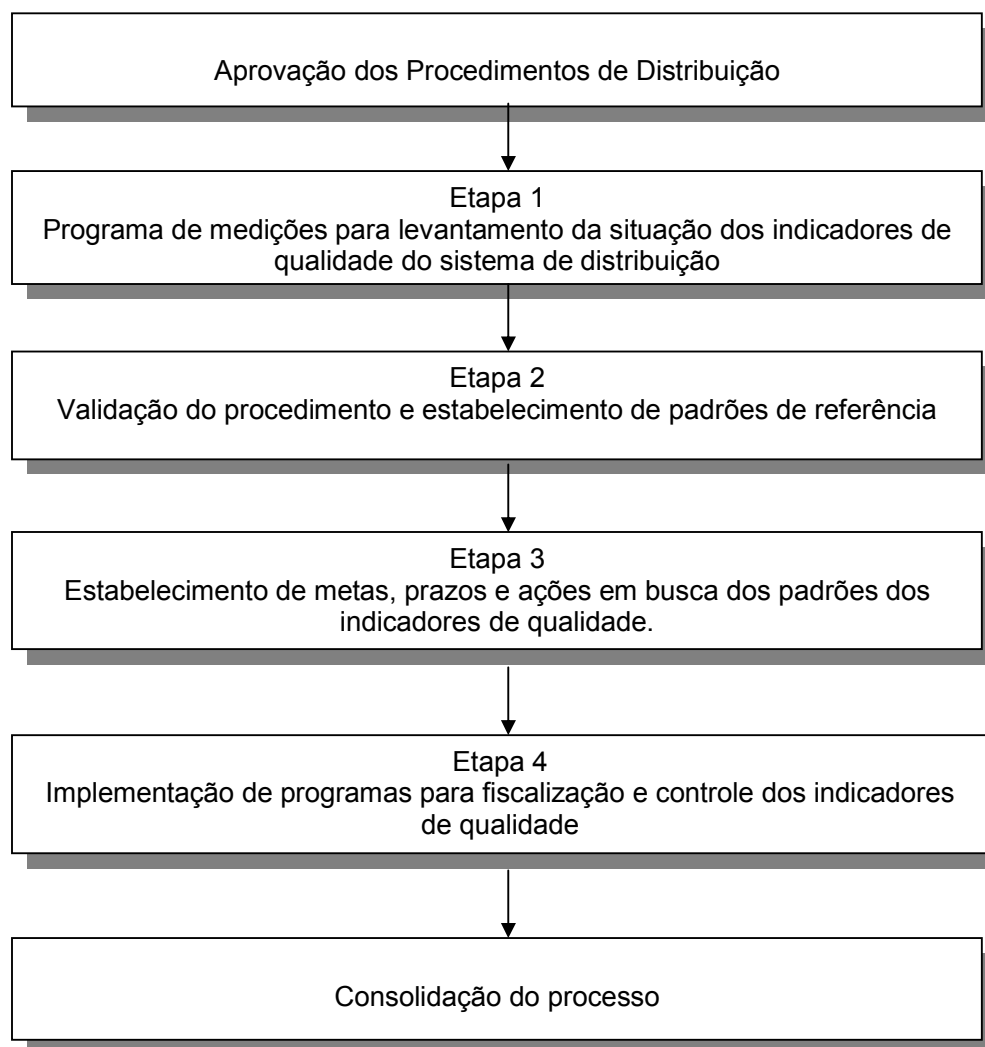 Aprovação dos Procedimentos de Distribuição
Etapa 1
Programa de medições para levantamento da situação dos indicadores de
qualidade do sistema de distribuição
Etapa 2
Validação do procedimento e estabelecimento de padrões de referência
Etapa 3
Estabelecimento de metas, prazos e ações em busca dos padrões dos
indicadores de qualidade.
Etapa 4
Implementação de programas para fiscalização e controle dos indicadores
de qualidade
Consolidação do processo